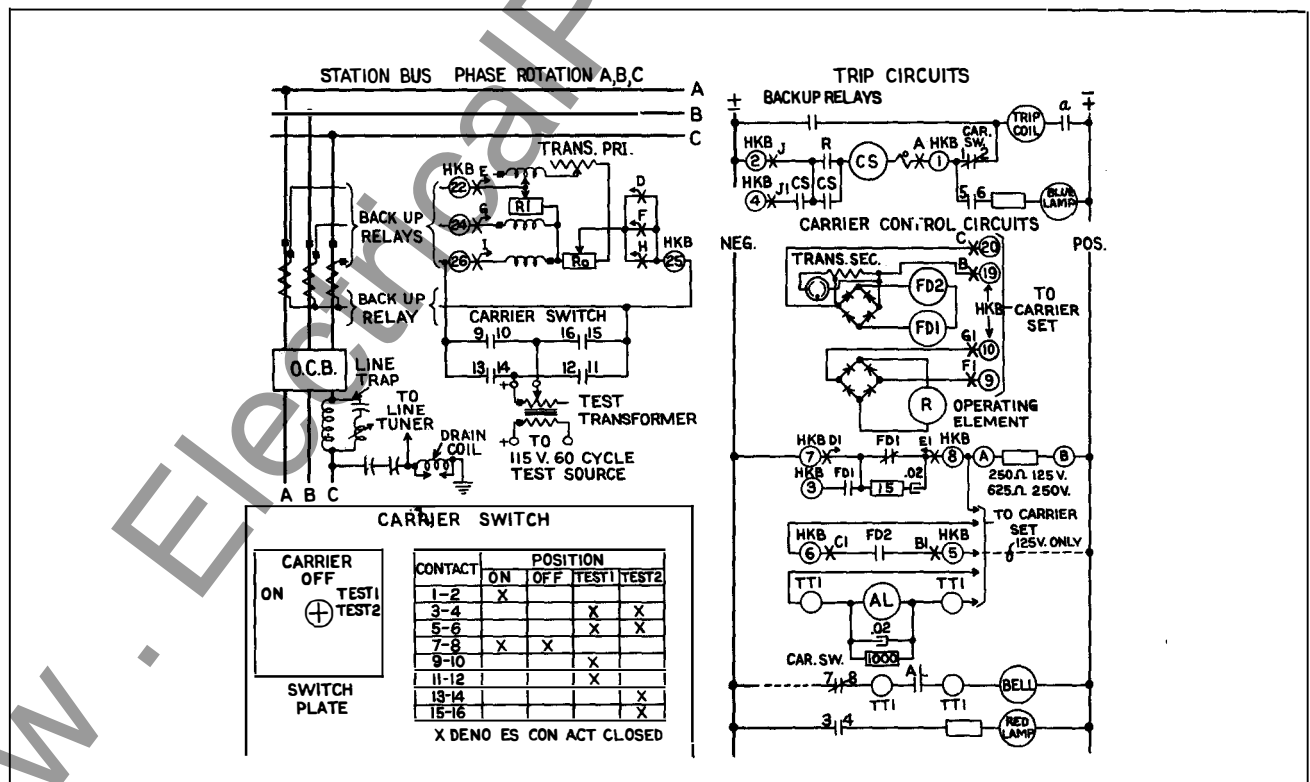 STATION BUS PHASE ROTATION A,B,C
A
B
C
TRANS. PRI.
HKB
E
22
R1
D
G
24
F
BACK UP
RELAYS
I
26
Ro
H
HKB
25
BACK UP
RELAY
CARRIER SWITCH
9 10
16 15
13 14
12 11
O.C.B.
LINE
TRAP
TO
LINE
TUNER
+
TEST
TRANSFORMER
DRAIN
COIL
+
TO
115 V. 60 CYCLE
TEST SOURCE
A B C
TRIP CIRCUITS
BACKUP RELAYS
TRIP
COIL
a
HKB
2
J
R
CS
A
HKB
1
CAR.
SW.
1 2
HKB
4
J1
CS
CS
5 6
BLUE
LAMP
CARRIER CONTROL CIRCUITS
NEG.
POS.
C
20
TRANS. SEC.
B
19
FD2
FD1
HKB
TO
CARRIER
SET
G1
10
F1
9
R
OPERATING
ELEMENT
HKB
7
D1
FD1
E1
HKB
8
A
B
HKB
3
FD1
15
.02
250Ω 125 V.
625Ω 250V.
TO CARRIER
SET
125V. ONLY
6
HKB
C1
FD2
B1
HKB
5
TT1
AL
TT1
.02
1000
CAR. SW.
7 8
TT1
A
TT1
BELL
3 4
RED
LAMP
CARRIER SWITCH
CARRIER
OFF
ON
TEST1
TEST2
SWITCH
PLATE
CONTACT POSITION
ON OFF TEST1 TEST2
1-2 X
3-4 X X
5-6 X X
7-8 X X
9-10 X
11-12 X
13-14 X
15-16 X
X DENO ES CON ACT CLOSED
w . Electrical